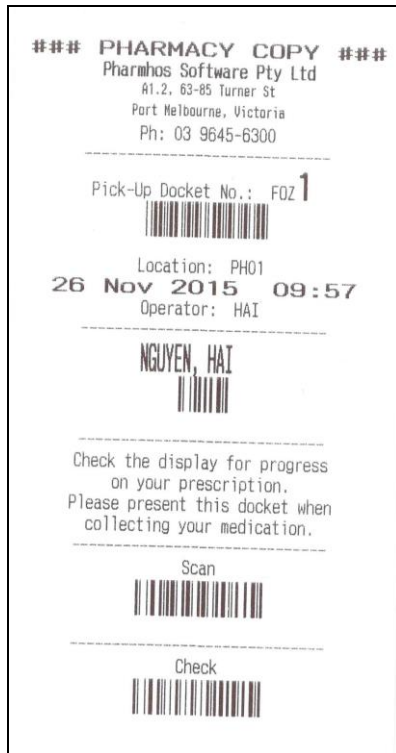 ### PHARMACY COPY ###
Pharmhos Software Pty Ltd
A1.2, 63-85 Turner St
Port Melbourne, Victoria
Ph: 03 9645-6300
Pick-Up Docket No.: FOZ 1
Location: PH01
26 Nov 2015 09:57
Operator: HAI
NGUYEN, HAI
Check the display for progress
on your prescription.
Please present this docket when
collecting your medication.
Scan
Check